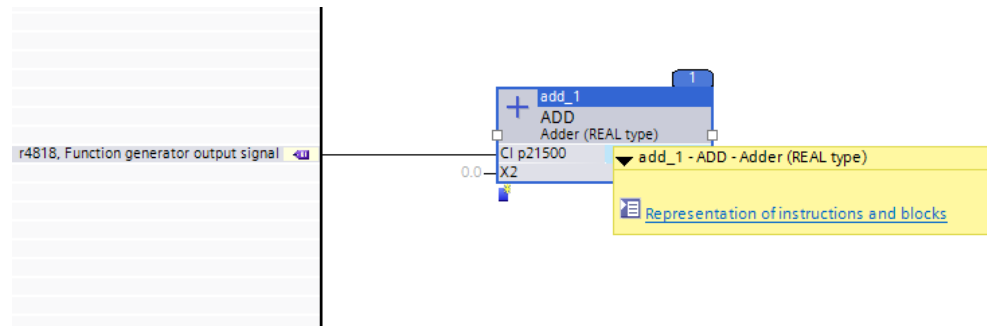 1
add_1
ADD
Adder (REAL type)
r4818, Function generator output signal
CI p21500
add_1 - ADD - Adder (REAL type)
0.0
X2
Representation of instructions and blocks